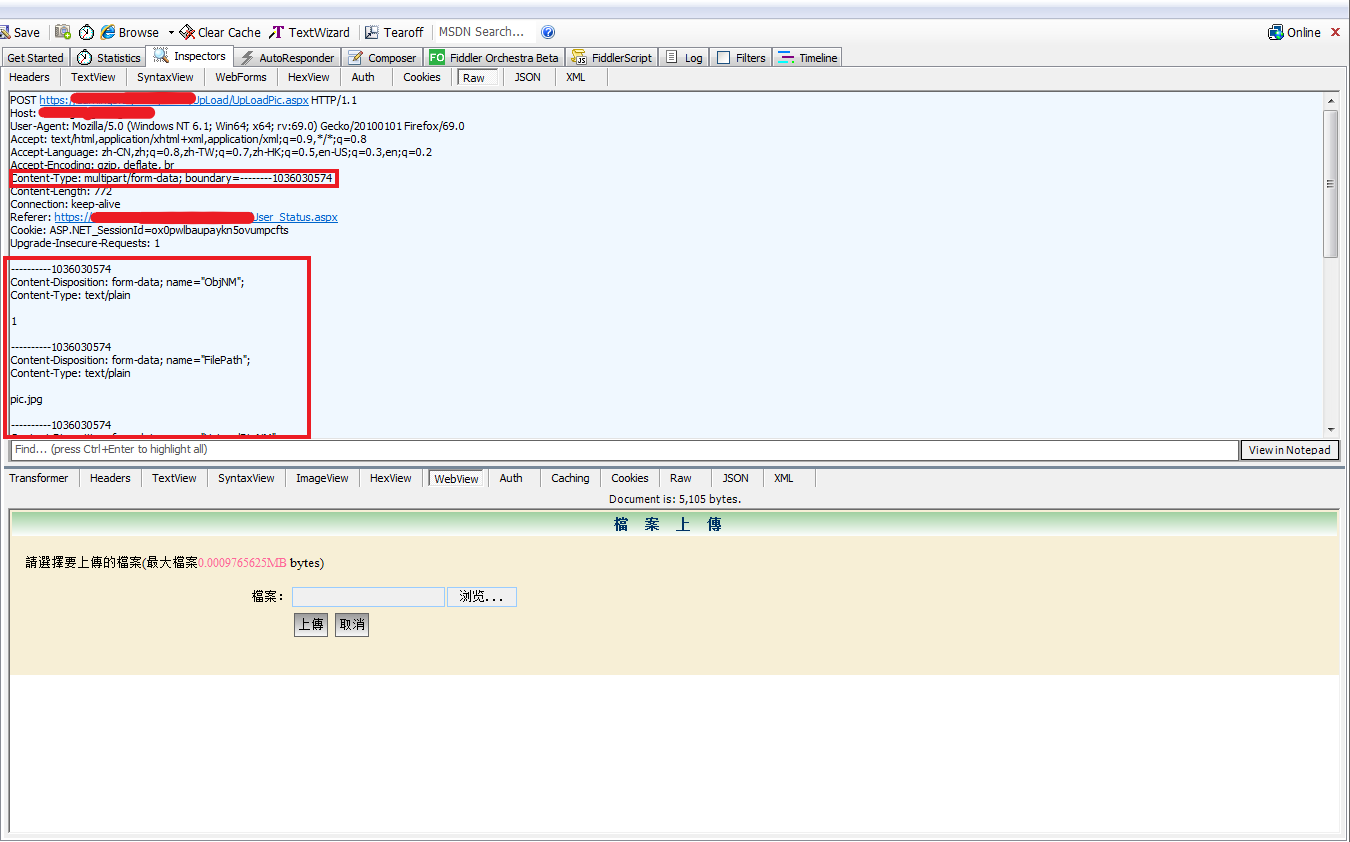 Save Browse Clear Cache TextWizard Tearoff MSDN Search... Online
Get Started Statistics Inspectors AutoResponder Composer FO Fiddler Orchestra Beta JS FiddlerScript Log Filters Timeline
Headers TextView SyntaxView WebForms HexView Auth Cookies Raw JSON XML
POST https:/ UpLoad/UpLoadPic.aspx HTTP/1.1
Host:
User-Agent: Mozilla/5.0 (Windows NT 6.1; Win64; x64; rv:69.0) Gecko/20100101 Firefox/69.0
Accept: text/html,application/xhtml+xml,application/xml;q=0.9,*/*;q=0.8
Accept-Language: zh-CN,zh;q=0.8,zh-TW;q=0.7,zh-HK;q=0.5,en-US;q=0.3,en;q=0.2
Accept-Encoding: gzip, deflate, br
Content-Type: multipart/form-data; boundary=--------1036030574
Content-Length: 772
Connection: keep-alive
Referer: https:/ User_Status.aspx
Cookie: ASP.NET_SessionId=ox0pwlbaupaykn5ovumpcfts
Upgrade-Insecure-Requests: 1
----------1036030574
Content-Disposition: form-data; name="ObjNM";
Content-Type: text/plain
1
----------1036030574
Content-Disposition: form-data; name="FilePath";
Content-Type: text/plain
pic.jpg
----------1036030574
Find... (press Ctrl+Enter to highlight all) View in Notepad
Transformer Headers TextView SyntaxView ImageView HexView WebView Auth Caching Cookies Raw JSON XML
Document is: 5,105 bytes.
檔 案 上 傳
請選擇要上傳的檔案(最大檔案0.0009765625MB bytes)
檔案： 浏览...
上傳 取消